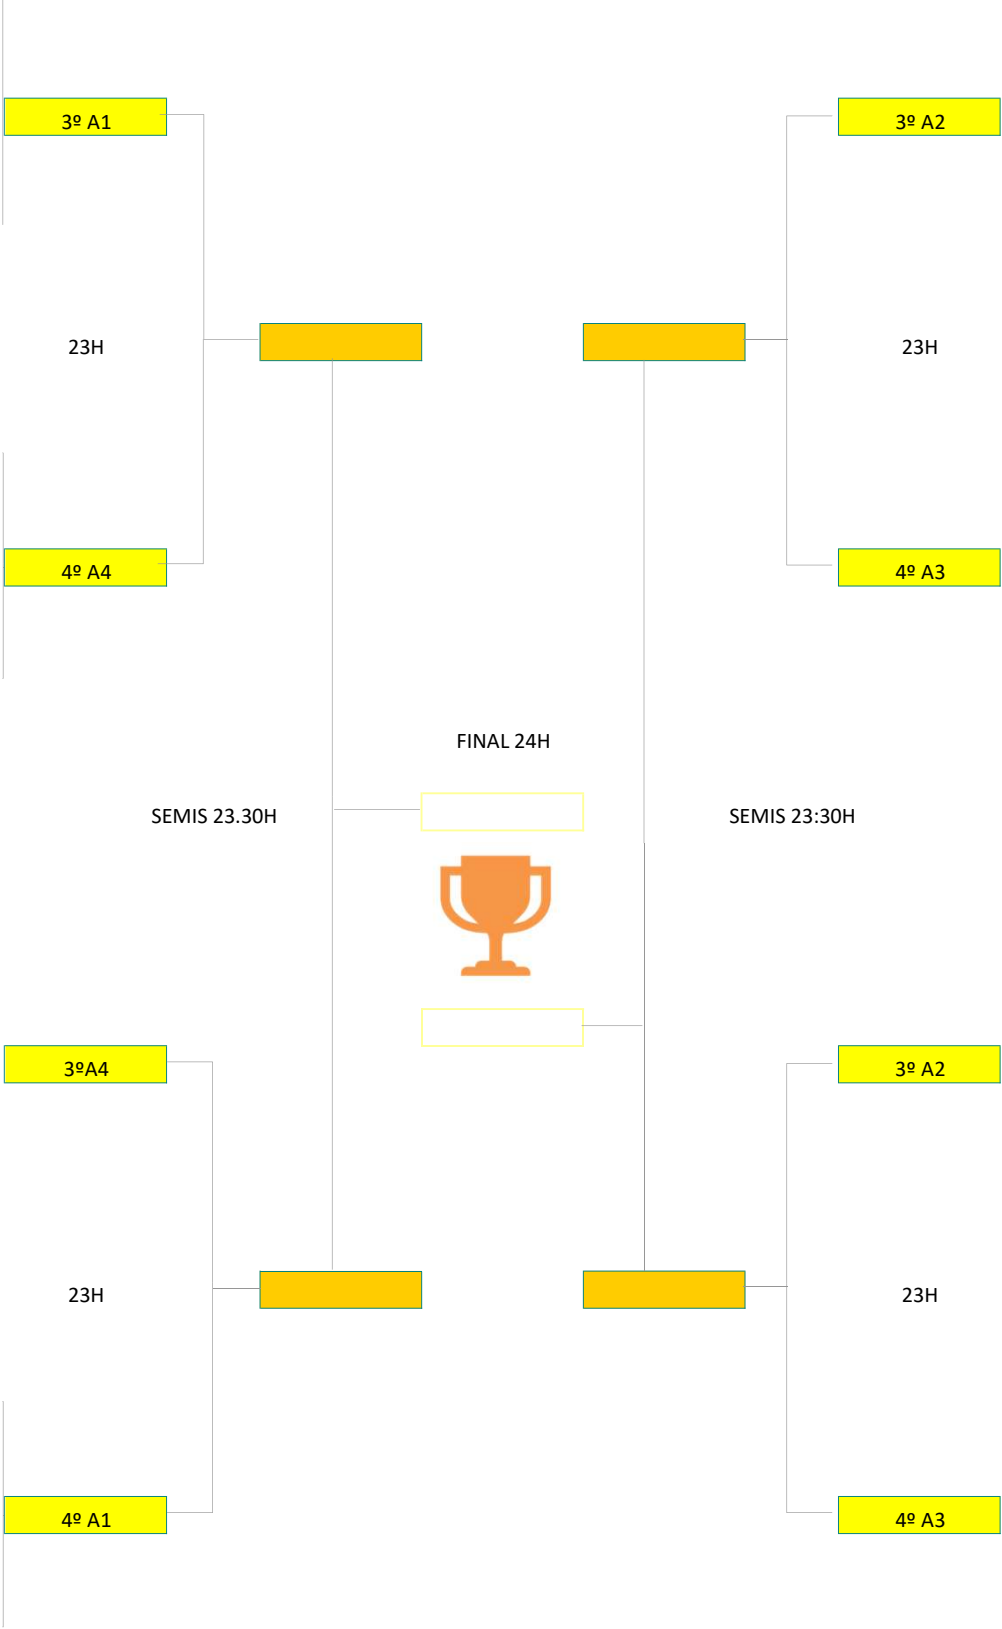 3º A1
3º A2
23H
23H
4º A4
4º A3
FINAL 24H
SEMIS 23.30H
SEMIS 23:30H
3ºA4
3º A2
23H
23H
4º A1
4º A3